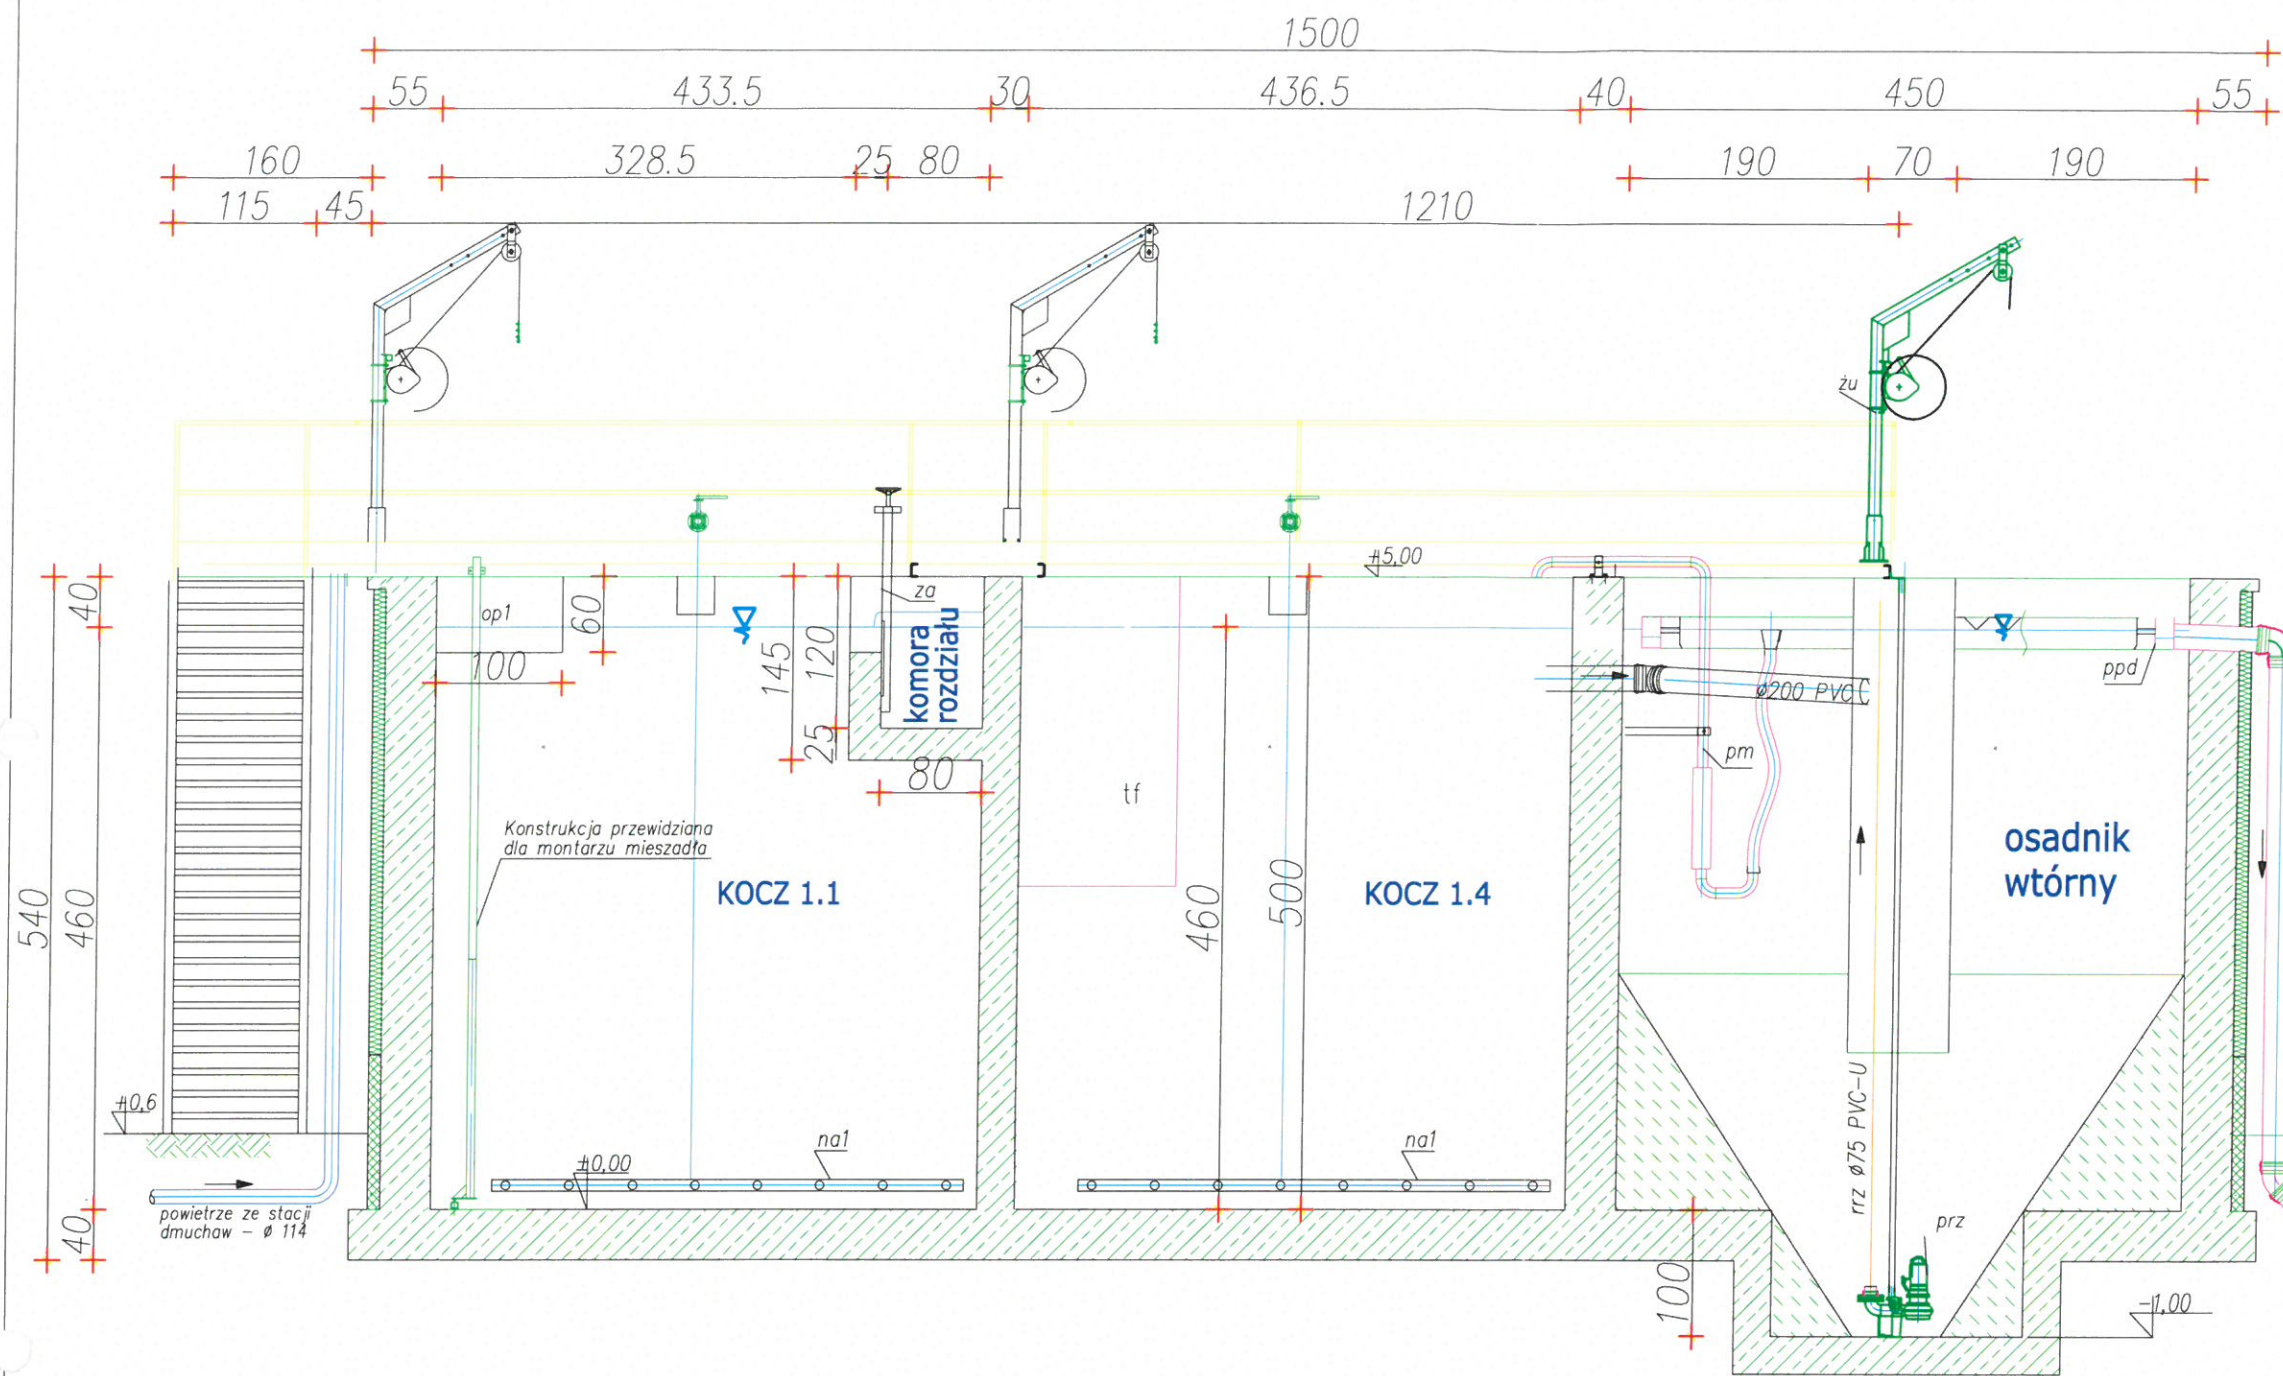 1500
55 433.5 30 436.5 40 450 55
160 328.5 25 80 190 70 190
115 45 1210
żu
±5,00
40
op1
60
za
komora
rozdziału
145
120
25
100
80
Ø200 PVC
ppd
pm
tf
Konstrukcja przewidziana
dla montarzu mieszadła
KOCZ 1.1
KOCZ 1.4
osadnik
wtórny
540
460
460
500
±0,6
na1
na1
±0,00
rrz ø75 PVC-U
powietrze ze stacji
dmuchaw - ø 114
40
prz
100
-1,00